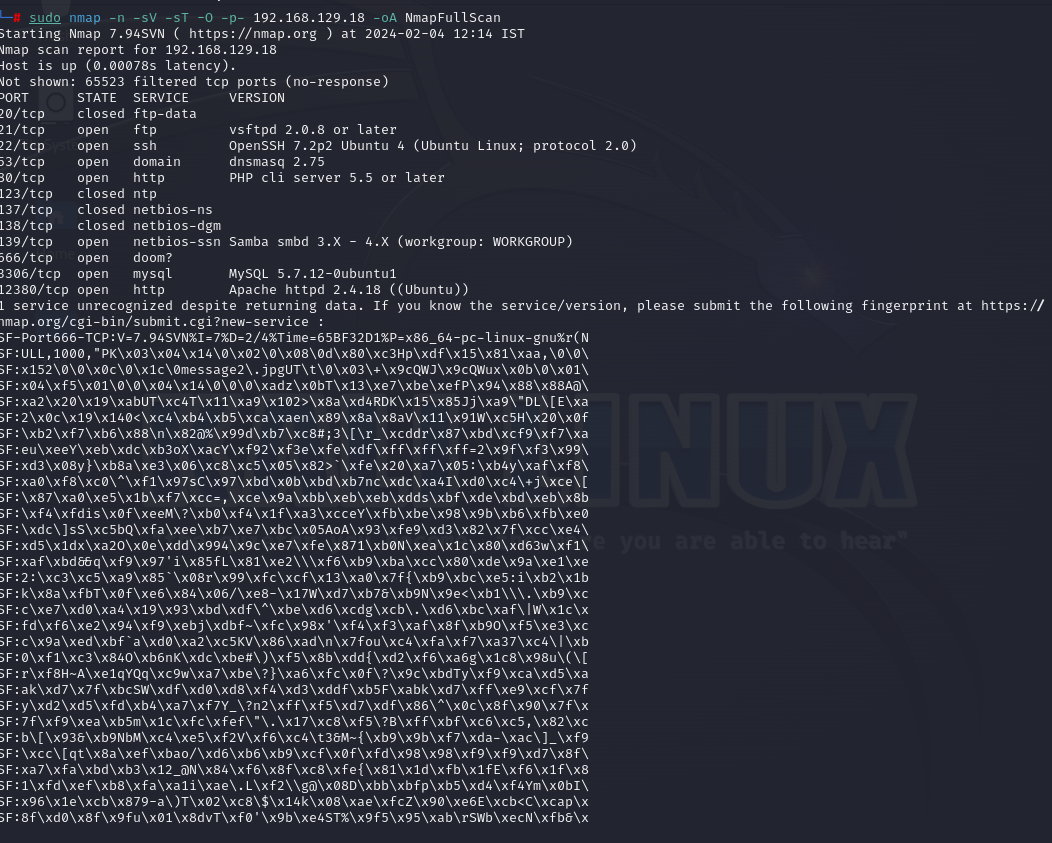 └─# sudo nmap -n -sV -sT -O -p- 192.168.129.18 -oA NmapFullScan
Starting Nmap 7.94SVN ( https://nmap.org ) at 2024-02-04 12:14 IST
Nmap scan report for 192.168.129.18
Host is up (0.00078s latency).
Not shown: 65523 filtered tcp ports (no-response)
PORT      STATE  SERVICE     VERSION
20/tcp    closed ftp-data
21/tcp    open   ftp         vsftpd 2.0.8 or later
22/tcp    open   ssh         OpenSSH 7.2p2 Ubuntu 4 (Ubuntu Linux; protocol 2.0)
53/tcp    open   domain      dnsmasq 2.75
80/tcp    open   http        PHP cli server 5.5 or later
123/tcp   closed ntp
137/tcp   closed netbios-ns
138/tcp   closed netbios-dgm
139/tcp   open   netbios-ssn Samba smbd 3.X - 4.X (workgroup: WORKGROUP)
666/tcp   open   doom?
3306/tcp  open   mysql       MySQL 5.7.12-0ubuntu1
12380/tcp open   http        Apache httpd 2.4.18 ((Ubuntu))
1 service unrecognized despite returning data. If you know the service/version, please submit the following fingerprint at https://
nmap.org/cgi-bin/submit.cgi?new-service :
SF-Port666-TCP:V=7.94SVN%I=7%D=2/4%Time=65BF32D1%P=x86_64-pc-linux-gnu%r(N
SF:ULL,1000,"PK\x03\x04\x14\0\x02\0\x08\0d\x80\xc3Hp\xdf\x15\x81\xaa,\0\0\
SF:x152\0\0\x0c\0\x1c\0message2\.jpgUT\t\0\x03\+\x9cQWJ\x9cQWux\x0b\0\x01\
SF:x04\xf5\x01\0\0\x04\x14\0\0\0\xadz\x0bT\x13\xe7\xbe\xefP\x94\x88\x88A@\
SF:xa2\x20\x19\xabUT\xc4T\x11\xa9\x102>\x8a\xd4RDK\x15\x85Jj\xa9\"DL\[E\xa
SF:2\x0c\x19\x140<\xc4\xb4\xb5\xca\xaen\x89\x8a\x8aV\x11\x91W\xc5H\x20\x0f
SF:\xb2\xf7\xb6\x88\n\x82@%\x99d\xb7\xc8#;3\[\r_\xcddr\x87\xbd\xcf9\xf7\xa
SF:eu\xeeY\xeb\xdc\xb3oX\xacY\xf92\xf3e\xfe\xdf\xff\xff\xff=2\x9f\xf3\x99\
SF:xd3\x08y}\xb8a\xe3\x06\xc8\xc5\x05\x82>`\xfe\x20\xa7\x05:\xb4y\xaf\xf8\
SF:xa0\xf8\xc0\^\xf1\x97sC\x97\xbd\x0b\xbd\xb7nc\xdc\xa4I\xd0\xc4\+j\xce\[
SF:\x87\xa0\xe5\x1b\xf7\xcc=,\xce\x9a\xbb\xeb\xeb\xdds\xbf\xde\xbd\xeb\x8b
SF:\xf4\xfdis\x0f\xeeM\?\xb0\xf4\x1f\xa3\xcceY\xfb\xbe\x98\x9b\xb6\xfb\xe0
SF:\xdc\]sS\xc5bQ\xfa\xee\xb7\xe7\xbc\x05AoA\x93\xfe9\xd3\x82\x7f\xcc\xe4\
SF:xd5\x1dx\xa2O\x0e\xdd\x994\x9c\xe7\xfe\x871\xb0N\xea\x1c\x80\xd63w\xf1\
SF:xaf\xbd&&q\xf9\x97'i\x85fL\x81\xe2\\\xf6\xb9\xba\xcc\x80\xde\x9a\xe1\xe
SF:2:\xc3\xc5\xa9\x85`\x08r\x99\xfc\xcf\x13\xa0\x7f{\xb9\xbc\xe5:i\xb2\x1b
SF:k\x8a\xfbT\x0f\xe6\x84\x06/\xe8-\x17W\xd7\xb7&\xb9N\x9e<\xb1\\\.\xb9\xc
SF:c\xe7\xd0\xa4\x19\x93\xbd\xdf\^\xbe\xd6\xcdg\xcb\.\xd6\xbc\xaf\|W\x1c\x
SF:fd\xf6\xe2\x94\xf9\xebj\xdbf~\xfc\x98x'\xf4\xf3\xaf\x8f\xb9O\xf5\xe3\xc
SF:c\x9a\xed\xbf`a\xd0\xa2\xc5KV\x86\xad\n\x7fou\xc4\xfa\xf7\xa37\xc4\|\xb
SF:0\xf1\xc3\x84O\xb6nK\xdc\xbe#\)\xf5\x8b\xdd{\xd2\xf6\xa6g\x1c8\x98u\(\[
SF:r\xf8H~A\xe1qYQq\xc9w\xa7\xbe\?}\xa6\xfc\x0f\?\x9c\xbdTy\xf9\xca\xd5\xa
SF:ak\xd7\x7f\xbcSW\xdf\xd0\xd8\xf4\xd3\xddf\xb5F\xabk\xd7\xff\xe9\xcf\x7f
SF:y\xd2\xd5\xfd\xb4\xa7\xf7Y_\?n2\xff\xf5\xd7\xdf\x86\^\x0c\x8f\x90\x7f\x
SF:7f\xf9\xea\xb5m\x1c\xfc\xfef\"\.\x17\xc8\xf5\?B\xff\xbf\xc6\xc5,\x82\xc
SF:b\[\x93&\xb9NbM\xc4\xe5\xf2V\xf6\xc4\t3&M~{\xb9\x9b\xf7\xda-\xac\]_\xf9
SF:\xcc\[qt\x8a\xef\xbao/\xd6\xb6\xb9\xcf\x0f\xfd\x98\x98\xf9\xf9\xd7\x8f\
SF:xa7\xfa\xbd\xb3\x12_@N\x84\xf6\x8f\xc8\xfe{\x81\x1d\xfb\x1fE\xf6\x1f\x8
SF:1\xfd\xef\xb8\xfa\xa1i\xae\.L\xf2\\g@\x08D\xbb\xbfp\xb5\xd4\xf4Ym\x0bI\
SF:x96\x1e\xcb\x879-a\)T\x02\xc8\$\x14k\x08\xae\xfcZ\x90\xe6E\xcb<C\xcap\x
SF:8f\xd0\x8f\x9fu\x01\x8dvT\xf0'\x9b\xe4ST%\x9f5\x95\xab\rSWb\xecN\xfb&\x